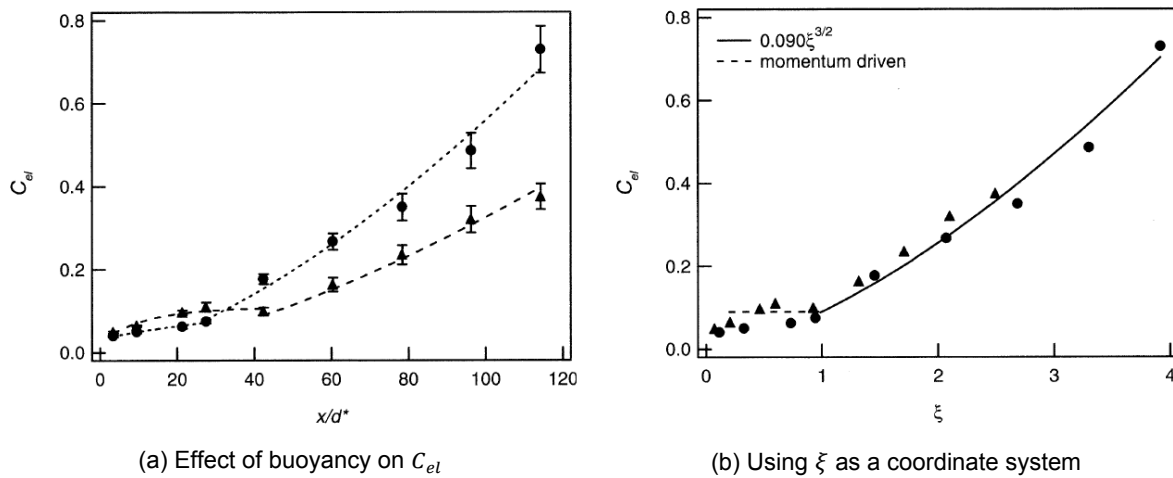 0.8
0.6
0.4
0.2
0.0
C_el
0 20 40 60 80 100 120
x/d*
(a) Effect of buoyancy on C_el
0.8
0.6
0.4
0.2
0.0
C_el
0.090ξ^3/2
momentum driven
0 1 2 3 4
ξ
(b) Using ξ as a coordinate system